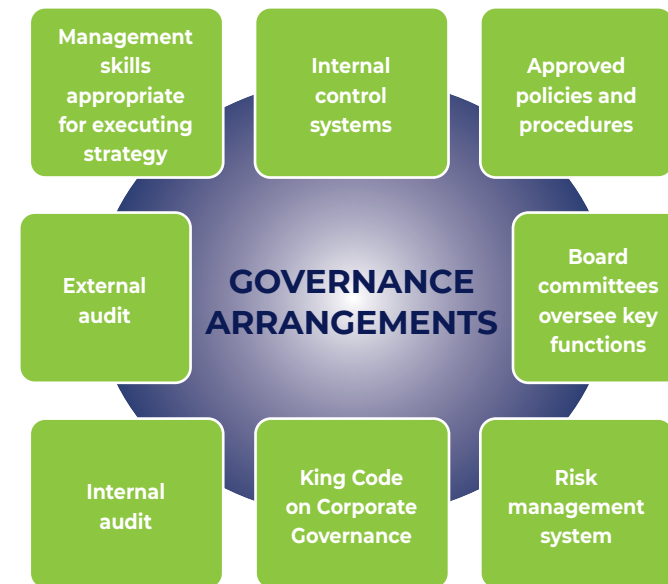 Management
skills
appropriate
for executing
strategy
Internal
control
systems
Approved
policies and
procedures
External
audit
GOVERNANCE
ARRANGEMENTS
Board
committees
oversee key
functions
Internal
audit
King Code
on Corporate
Governance
Risk
management
system